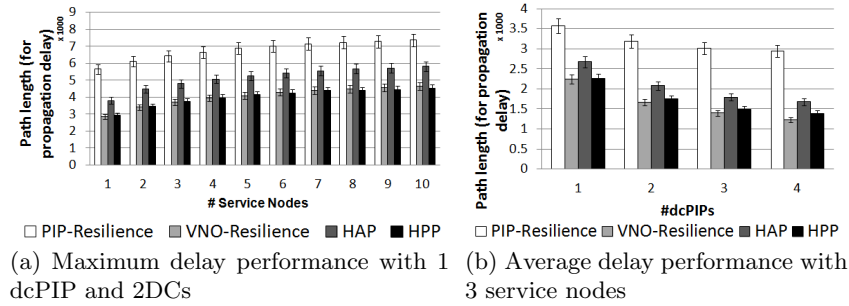 Path length (for
propagation delay)
x 1000
9
8
7
6
5
4
3
2
1
0
1 2 3 4 5 6 7 8 9 10
# Service Nodes
PIP-Resilience VNO-Resilience HAP HPP
(a) Maximum delay performance with 1
dcPIP and 2DCs
Path length (for propagation
delay)
x 1000
4
3.5
3
2.5
2
1.5
1
0.5
0
1 2 3 4
#dcPIPs
PIP-Resilience VNO-Resilience HAP HPP
(b) Average delay performance with
3 service nodes